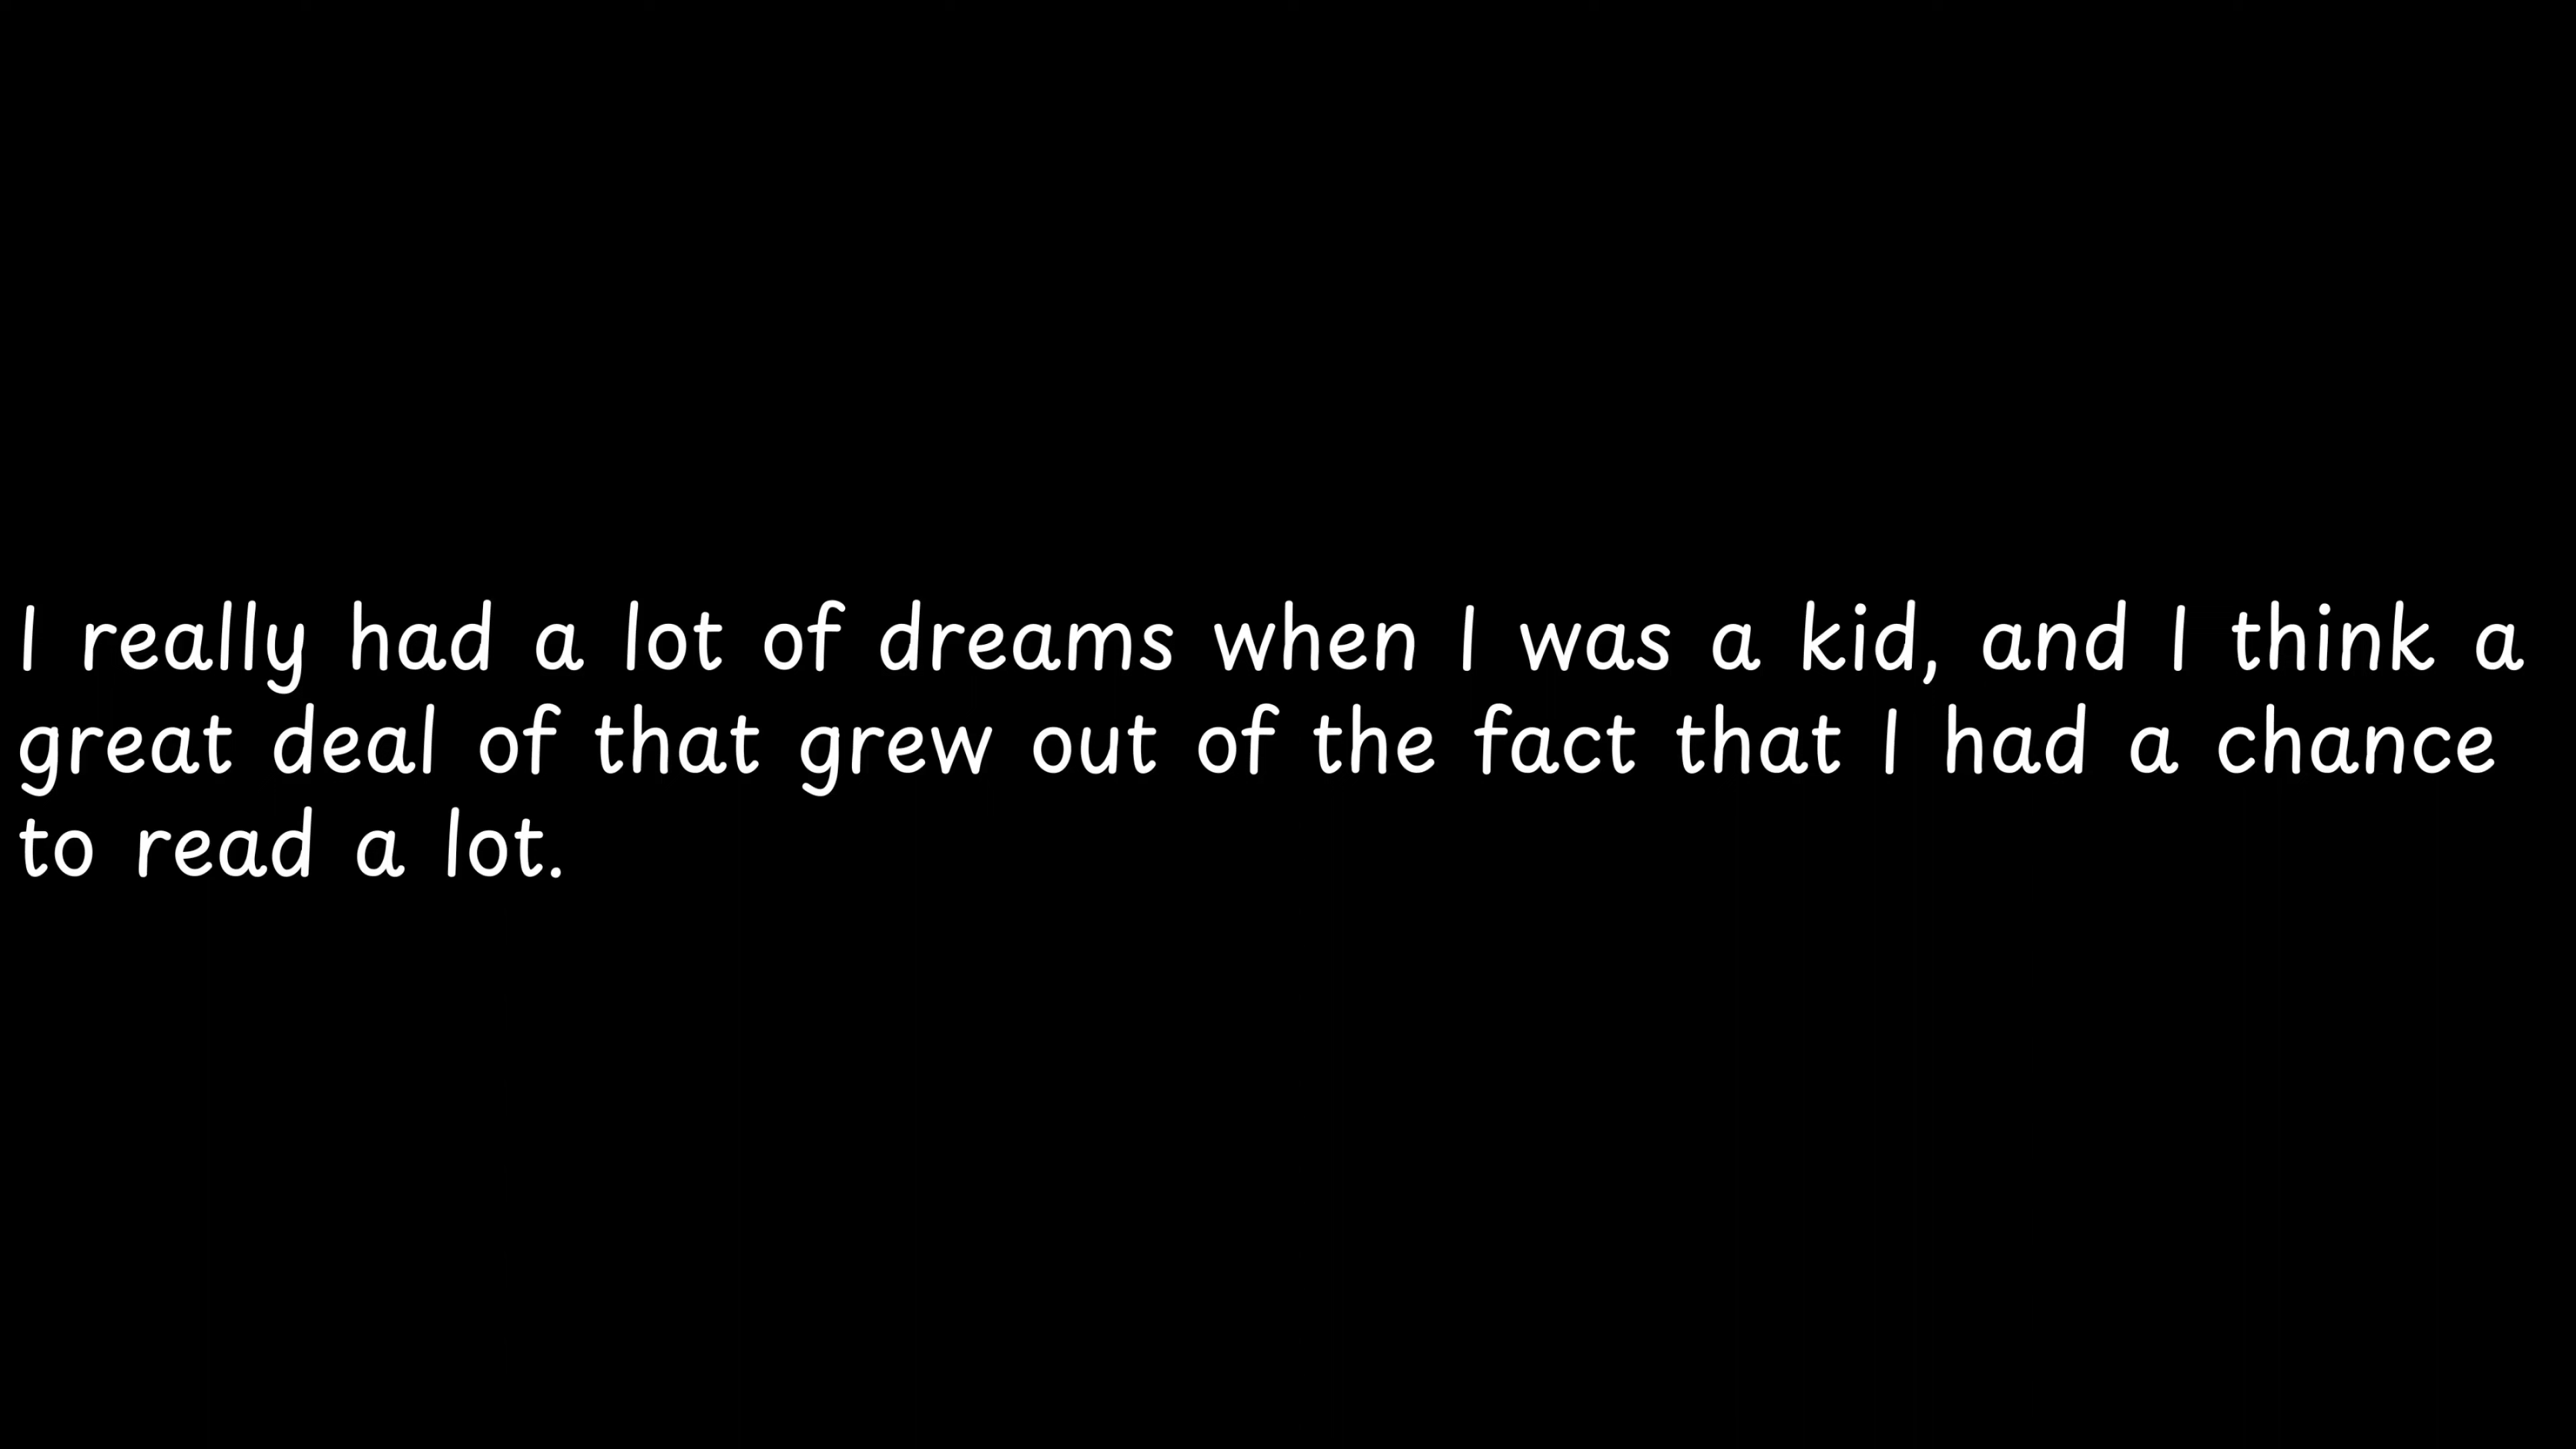 I really had a lot of dreams when I was a kid, and I think a
great deal of that grew out of the fact that I had a chance
to read a lot.